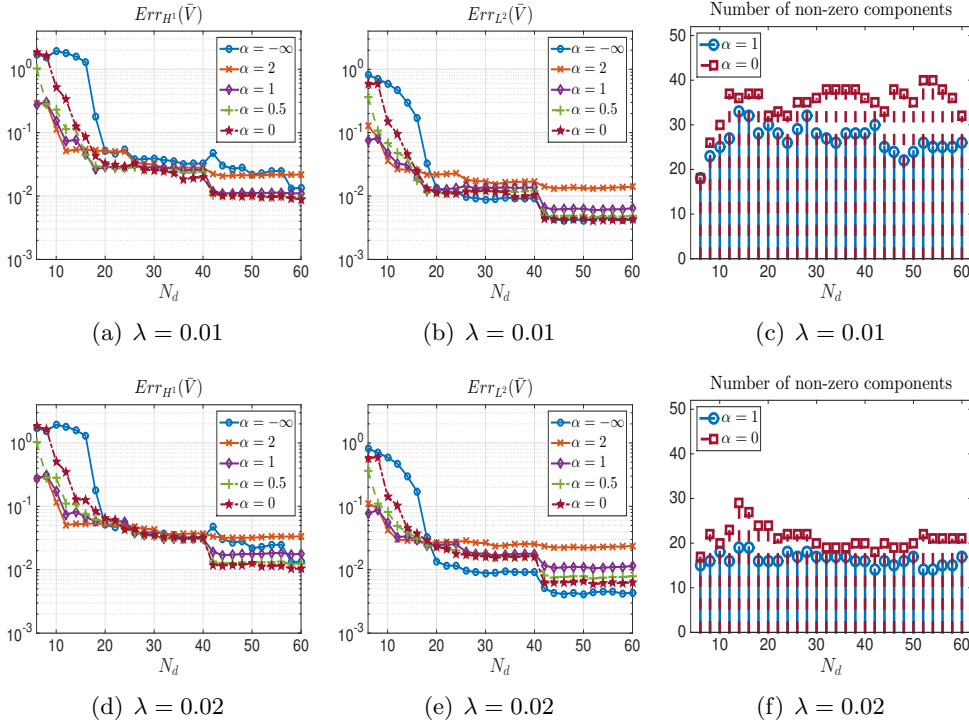 Err_{H^1}(V̄)
10^0
10^{-1}
10^{-2}
10^{-3}
10 20 30 40 50 60
N_d
α = −∞
α = 2
α = 1
α = 0.5
α = 0
(a) λ = 0.01
Err_{L^2}(V̄)
10^0
10^{-1}
10^{-2}
10^{-3}
10 20 30 40 50 60
N_d
α = −∞
α = 2
α = 1
α = 0.5
α = 0
(b) λ = 0.01
Number of non-zero components
50
40
30
20
10
0
10 20 30 40 50 60
N_d
α = 1
α = 0
(c) λ = 0.01
Err_{H^1}(V̄)
10^0
10^{-1}
10^{-2}
10^{-3}
10 20 30 40 50 60
N_d
α = −∞
α = 2
α = 1
α = 0.5
α = 0
(d) λ = 0.02
Err_{L^2}(V̄)
10^0
10^{-1}
10^{-2}
10^{-3}
10 20 30 40 50 60
N_d
α = −∞
α = 2
α = 1
α = 0.5
α = 0
(e) λ = 0.02
Number of non-zero components
50
40
30
20
10
0
10 20 30 40 50 60
N_d
α = 1
α = 0
(f) λ = 0.02